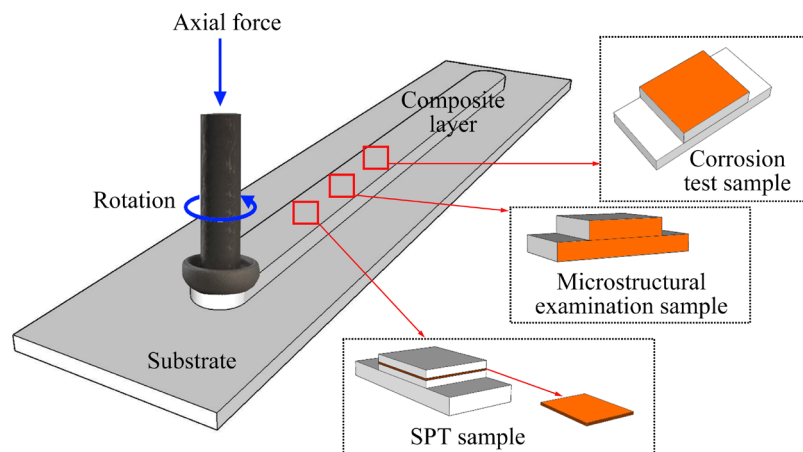 Axial force
Composite
layer
Rotation
Substrate
Corrosion
test sample
Microstructural
examination sample
SPT sample